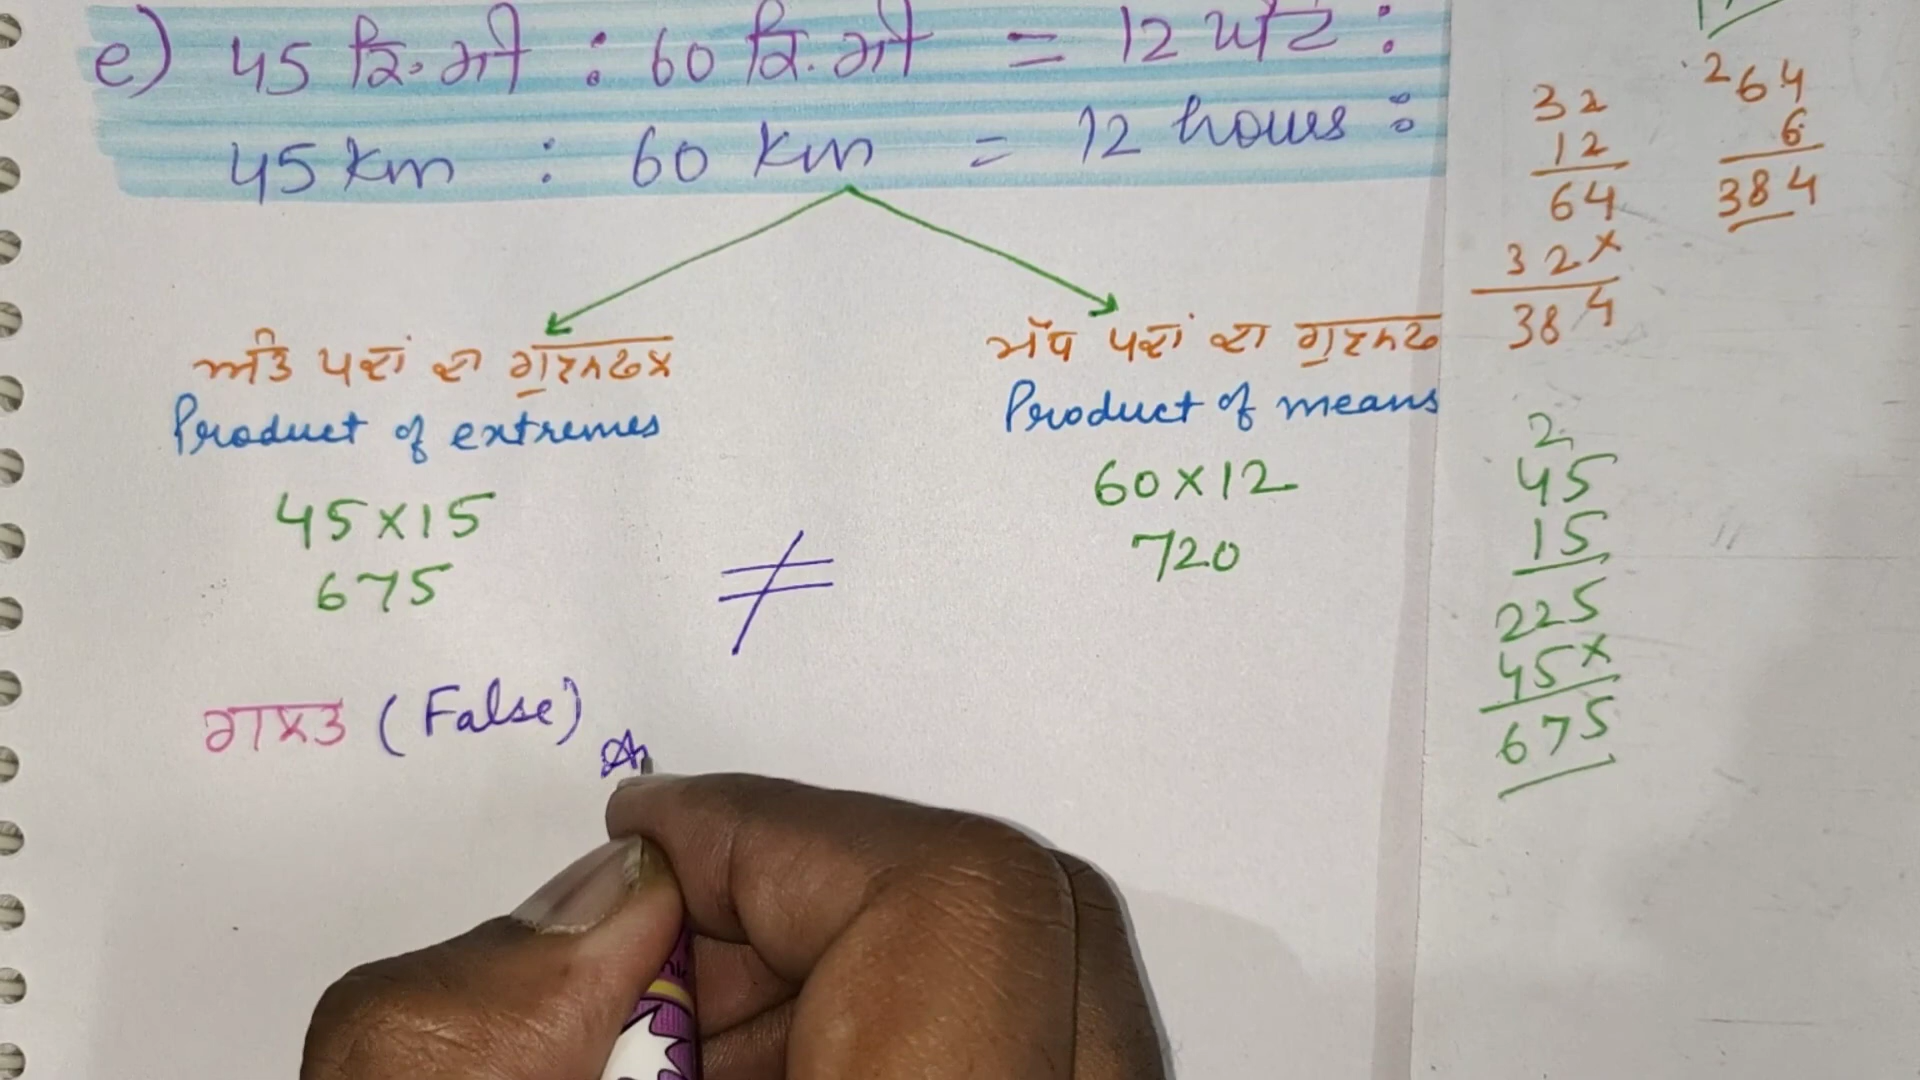 e) 45 ਕਿ.ਮੀ : 60 ਕਿ.ਮੀ = 12 ਘੰਟੇ :
45 km : 60 km = 12 hours :
ਅੰਤ ਪਦਾਂ ਦਾ ਗੁਣਨਫਲ
Product of extremes
45 × 15
675
≠
ਮੱਧ ਪਦਾਂ ਦਾ ਗੁਣਨਫਲ
Product of means
60 × 12
720
ਗਲਤ (False)
32
12
64
32×
384
264
6
384
2
45
15
225
45×
675